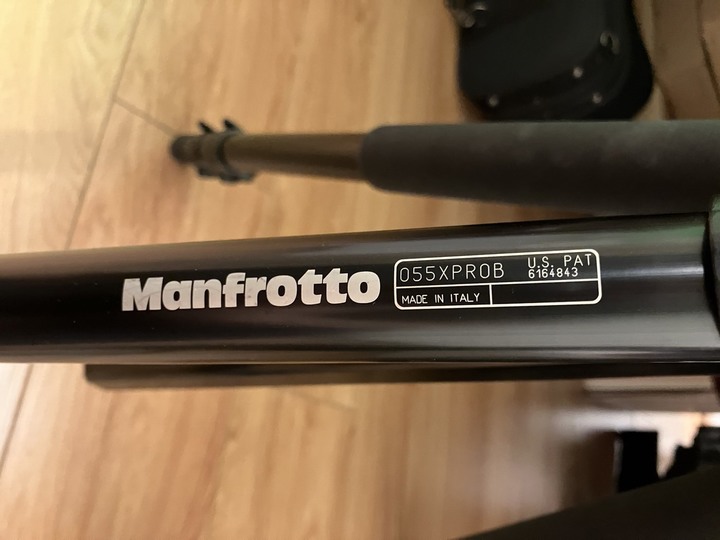 Manfrotto
055XPROB
U.S. PAT
6164843
MADE IN ITALY